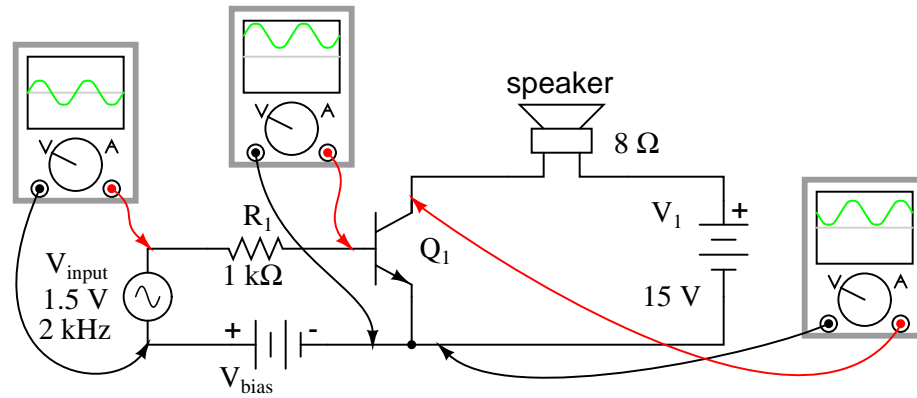 V A
V A
speaker
8 Ω
V A
R1
1 kΩ
Q1
V1
+
15 V
Vinput
1.5 V
2 kHz
+ -
Vbias